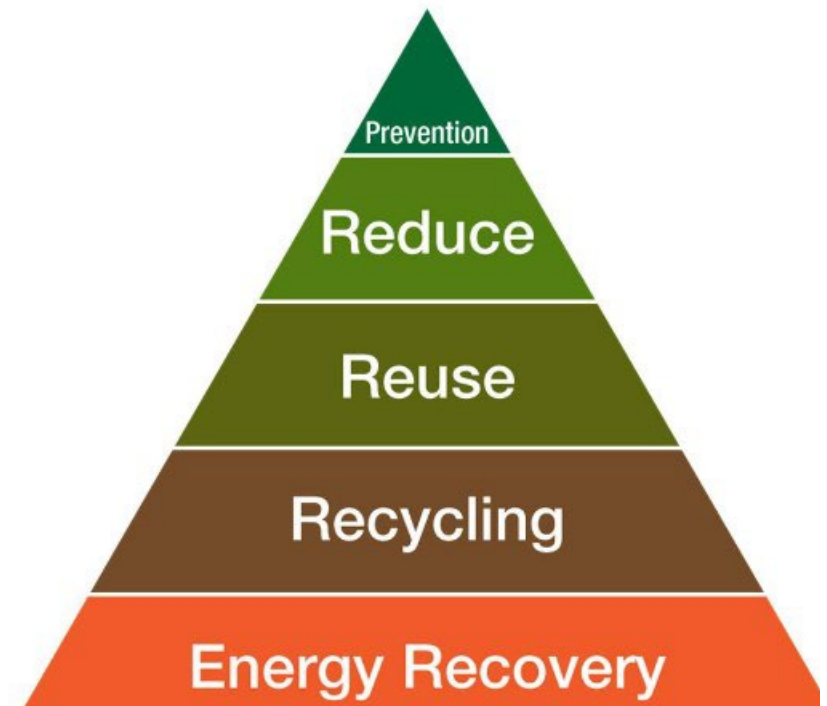 Prevention
Reduce
Reuse
Recycling
Energy Recovery